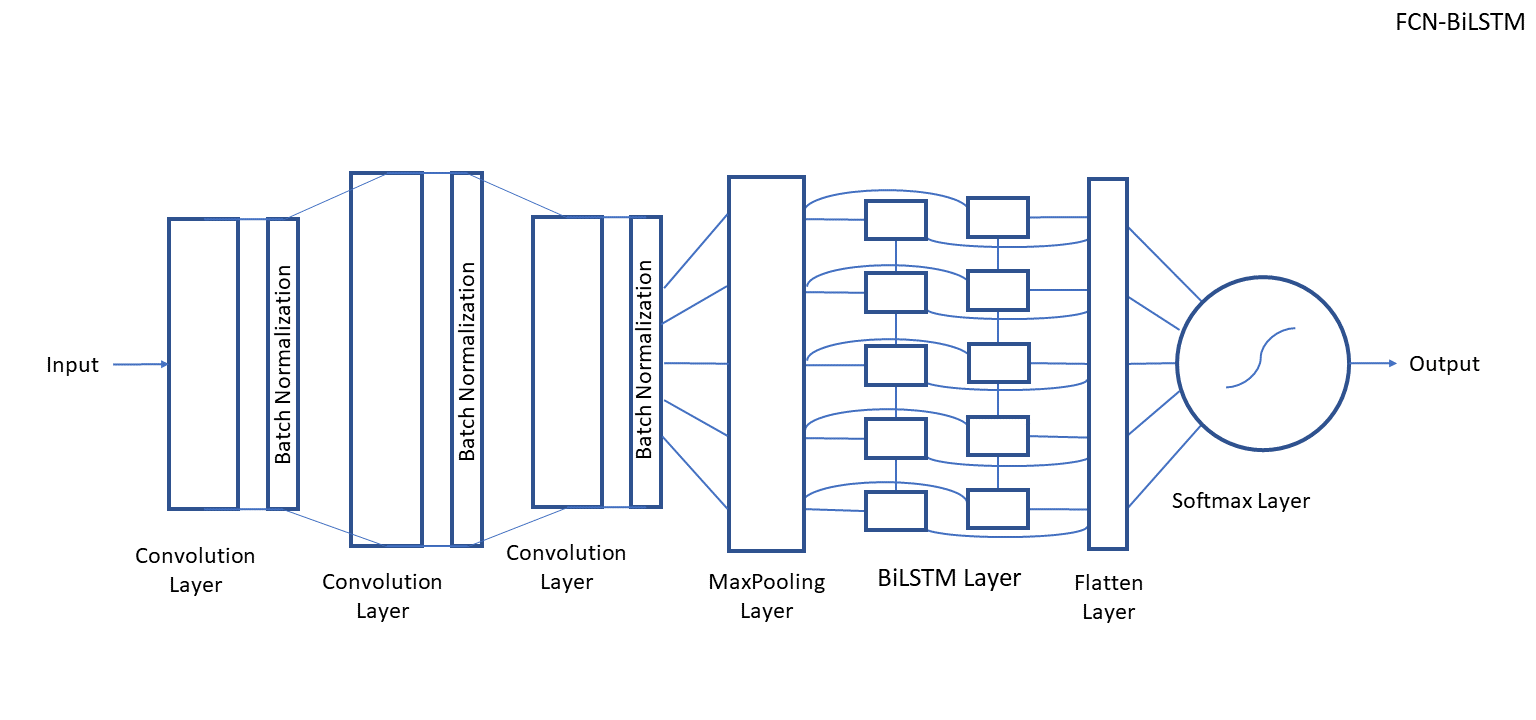 FCN-BiLSTM
Input
Batch Normalization
Batch Normalization
Batch Normalization
Output
Convolution
Layer
Convolution
Layer
Convolution
Layer
MaxPooling
Layer
BiLSTM Layer
Flatten
Layer
Softmax Layer